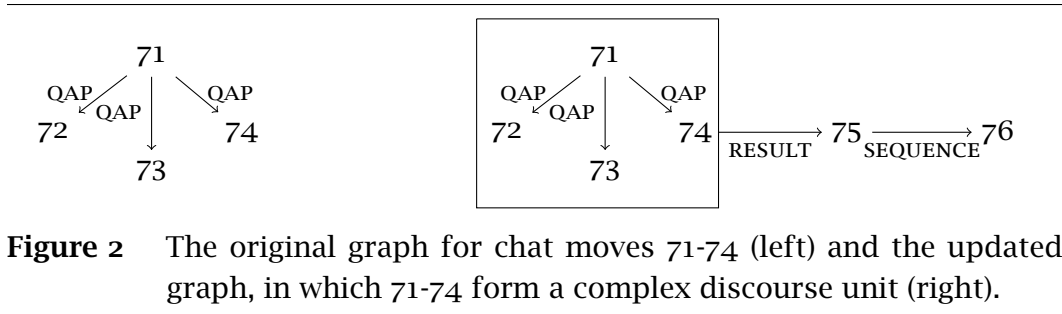 71 71
QAP QAP QAP QAP QAP QAP
72 74 72 74 75 76
RESULT SEQUENCE
73 73
Figure 2 The original graph for chat moves 71-74 (left) and the updated
graph, in which 71-74 form a complex discourse unit (right).